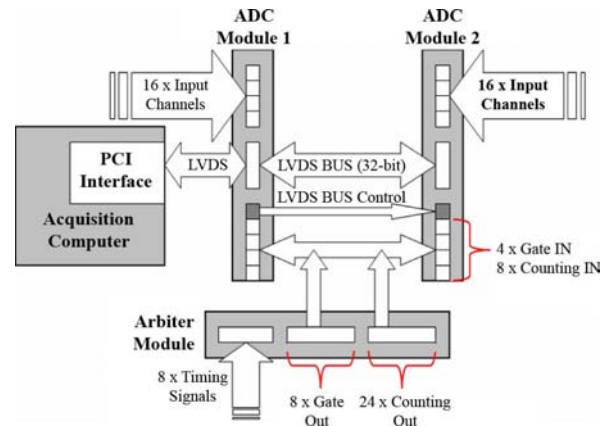 ADC
Module 1
ADC
Module 2
16 x Input
Channels
16 x Input
Channels
PCI
Interface
LVDS
LVDS BUS (32-bit)
Acquisition
Computer
LVDS BUS Control
4 x Gate IN
8 x Counting IN
Arbiter
Module
8 x Timing
Signals
8 x Gate
Out
24 x Counting
Out